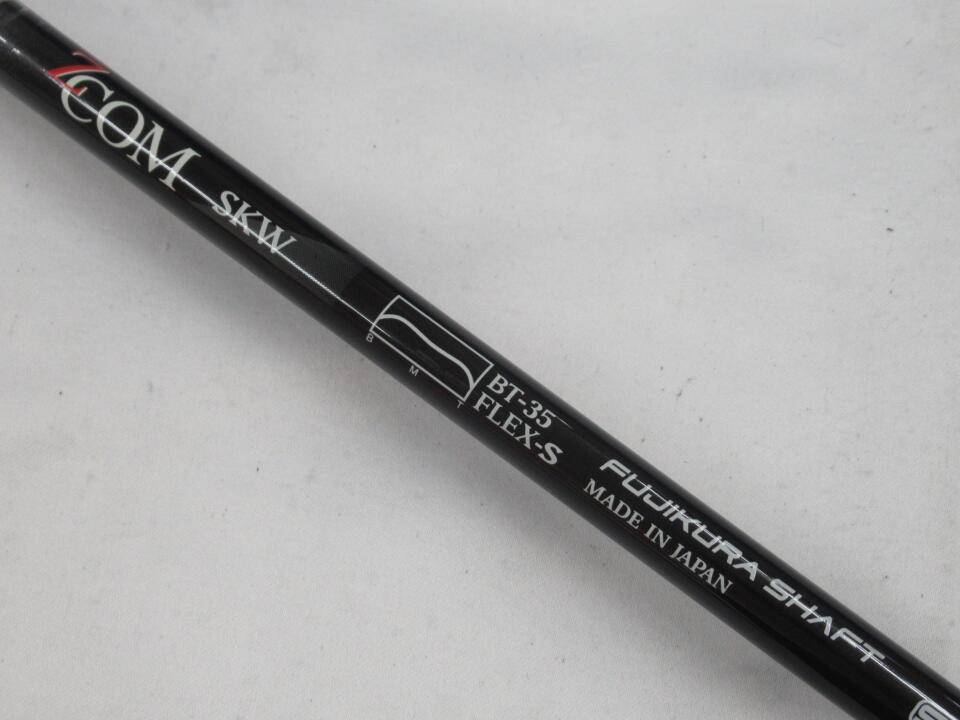 ZCOM SKW
B M T
BT-35
FLEX-S
FUJIKURA SHAFT
MADE IN JAPAN